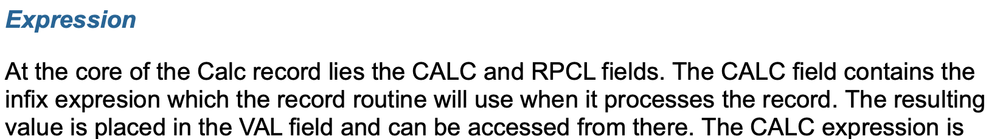 Expression
At the core of the Calc record lies the CALC and RPCL fields. The CALC field contains the
infix expresion which the record routine will use when it processes the record. The resulting
value is placed in the VAL field and can be accessed from there. The CALC expression is